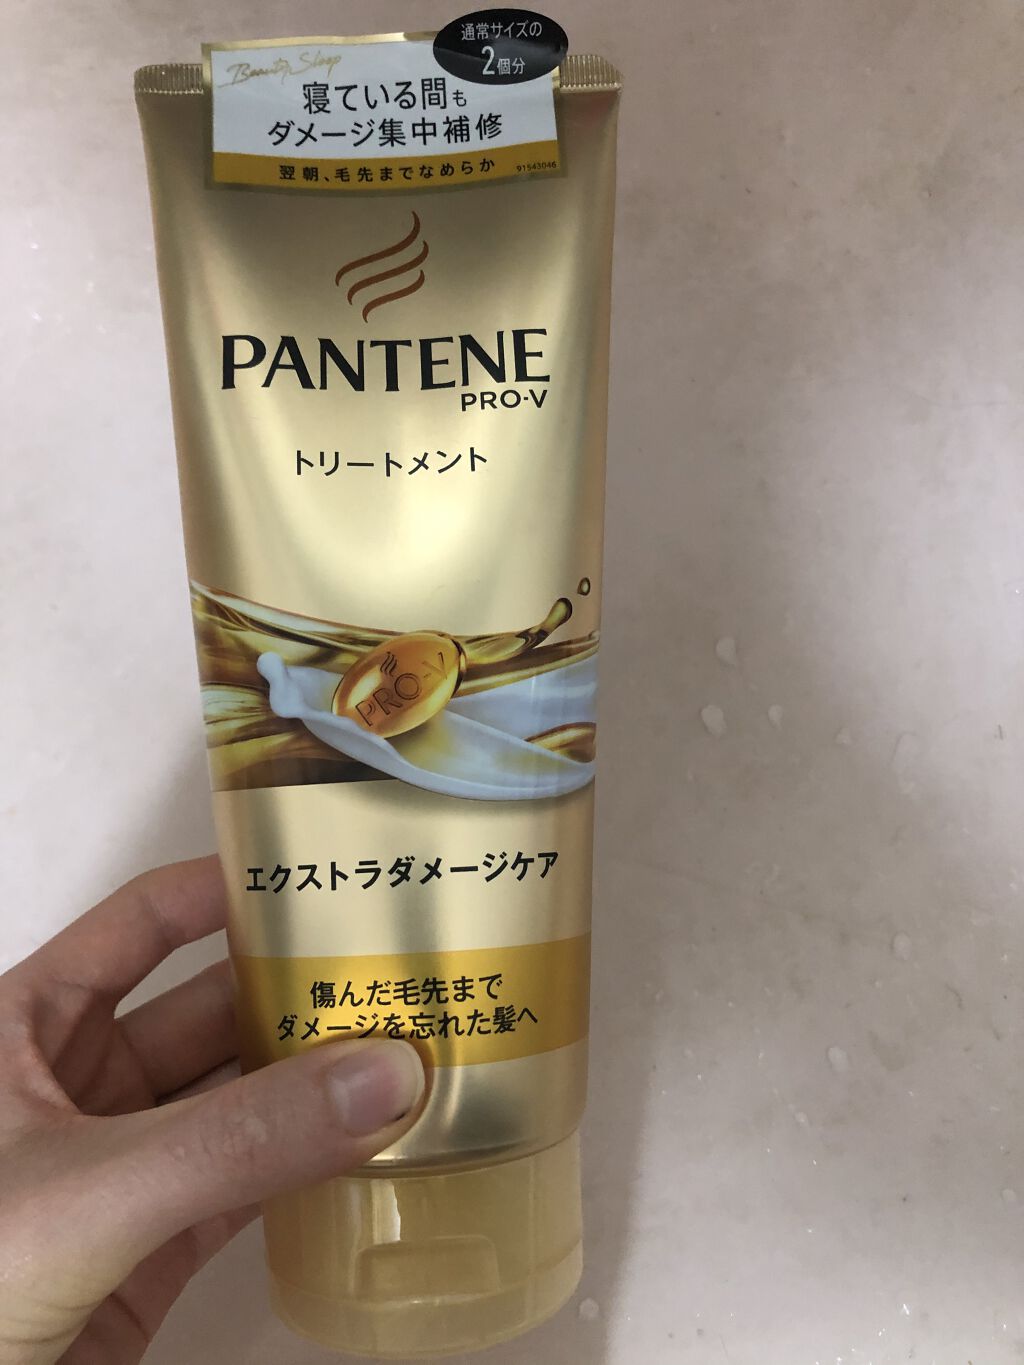 通常サイズの
2個分
Beauty Sleep
寝ている間も
ダメージ集中補修
翌朝、毛先までなめらか
91543046
PANTENE
PRO-V
トリートメント
PRO-V
エクストラダメージケア
傷んだ毛先まで
ダメージを忘れた髪へ